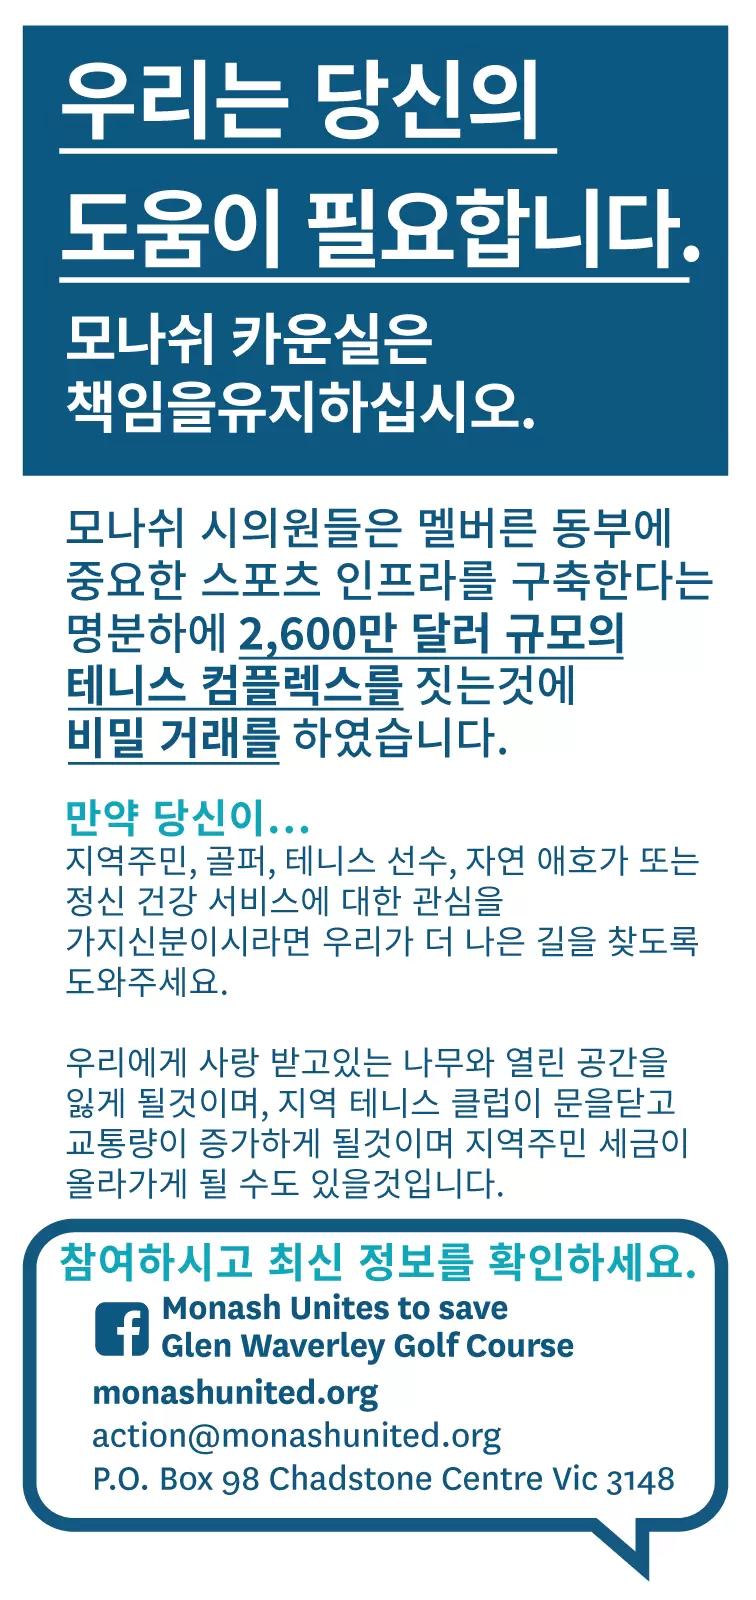 우리는 당신의
도움이 필요합니다.
모나쉬 카운실은
책임을유지하십시오.
모나쉬 시의원들은 멜버른 동부에
중요한 스포츠 인프라를 구축한다는
명분하에 2,600만 달러 규모의
테니스 컴플렉스를 짓는것에
비밀 거래를 하였습니다.
만약 당신이...
지역주민, 골퍼, 테니스 선수, 자연 애호가 또는
정신 건강 서비스에 대한 관심을
가지신분이시라면 우리가 더 나은 길을 찾도록
도와주세요.
우리에게 사랑 받고있는 나무와 열린 공간을
잃게 될것이며, 지역 테니스 클럽이 문을닫고
교통량이 증가하게 될것이며 지역주민 세금이
올라가게 될 수도 있을것입니다.
참여하시고 최신 정보를 확인하세요.
Monash Unites to save
Glen Waverley Golf Course
monashunited.org
action@monashunited.org
P.O. Box 98 Chadstone Centre Vic 3148